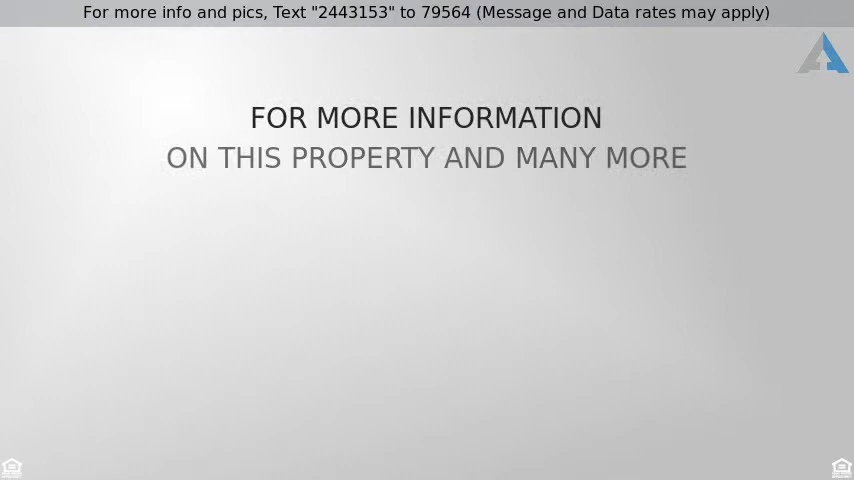 For more info and pics, Text "2443153" to 79564 (Message and Data rates may apply)
FOR MORE INFORMATION
ON THIS PROPERTY AND MANY MORE